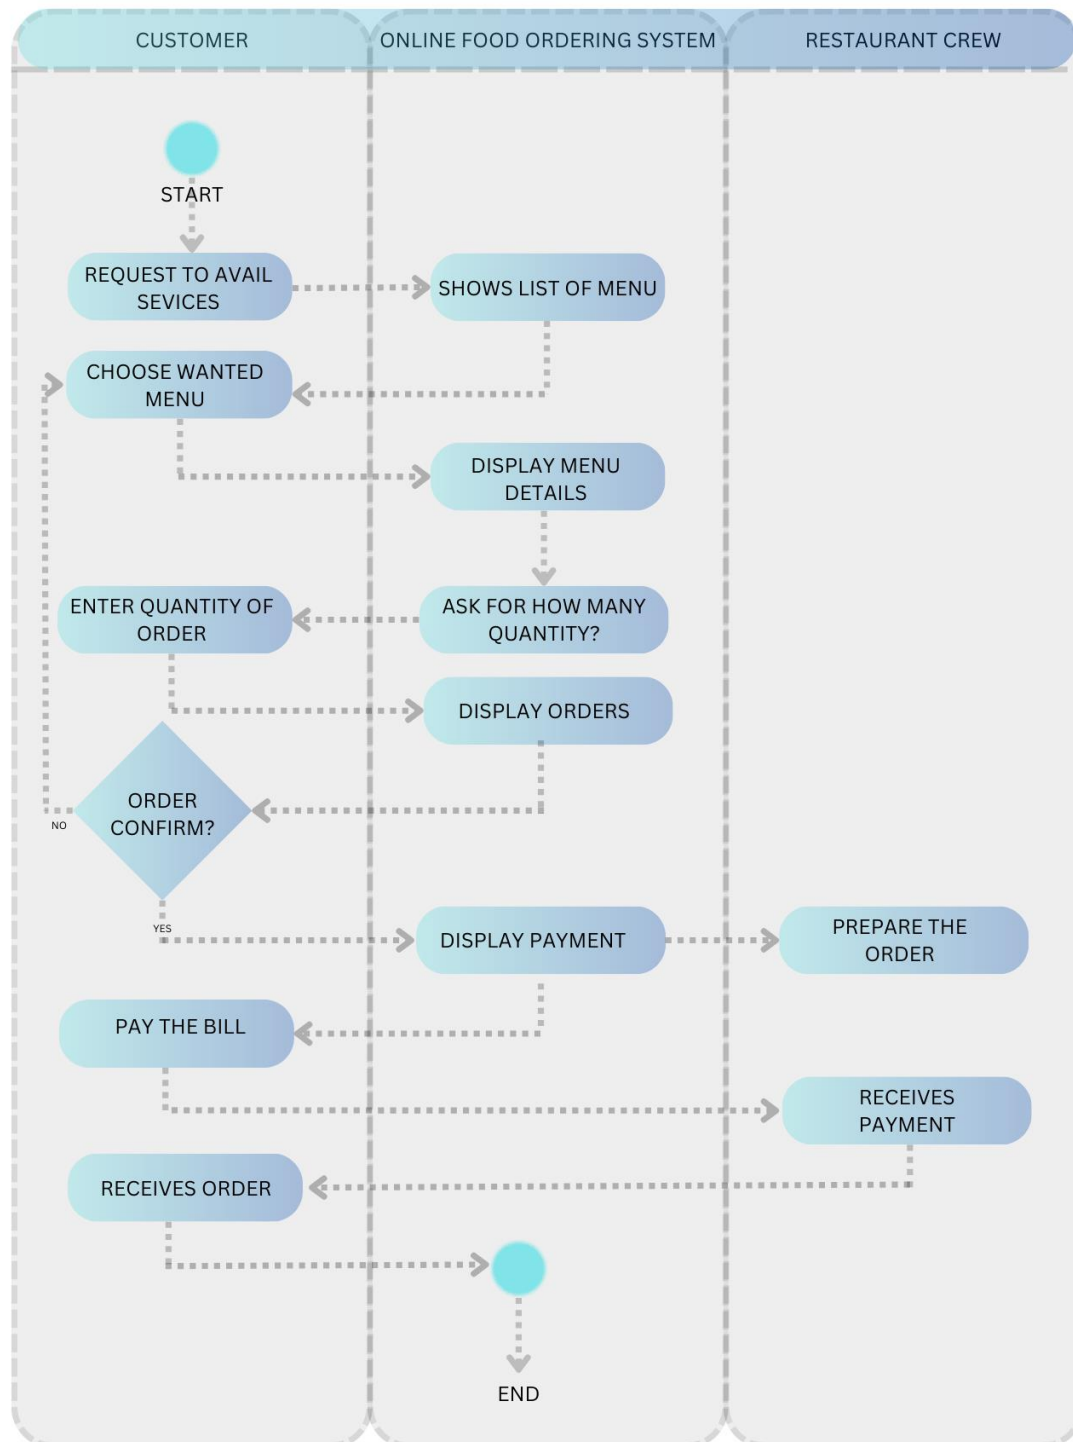 CUSTOMER
ONLINE FOOD ORDERING SYSTEM
RESTAURANT CREW
START
REQUEST TO AVAIL
SEVICES
SHOWS LIST OF MENU
CHOOSE WANTED
MENU
DISPLAY MENU
DETAILS
ENTER QUANTITY OF
ORDER
ASK FOR HOW MANY
QUANTITY?
DISPLAY ORDERS
ORDER
CONFIRM?
NO
YES
DISPLAY PAYMENT
PREPARE THE
ORDER
PAY THE BILL
RECEIVES
PAYMENT
RECEIVES ORDER
END